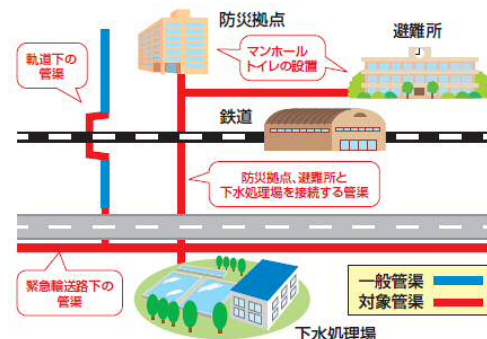 防災拠点
避難所
軌道下の
管渠
マンホール
トイレの設置
鉄道
防災拠点、避難所と
下水処理場を接続する管渠
緊急輸送路下の
管渠
一般管渠
対象管渠
下水処理場